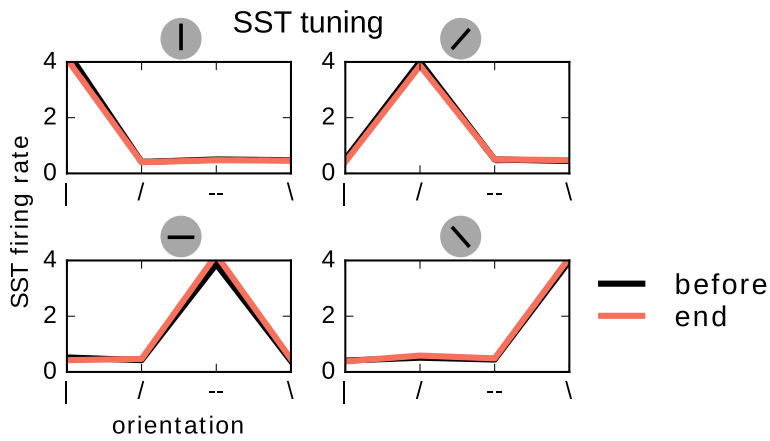 SST tuning
4
2
0
| / -- \
4
2
0
| / -- \
SST firing rate
4
2
0
| / -- \
orientation
4
2
0
| / -- \
before
end